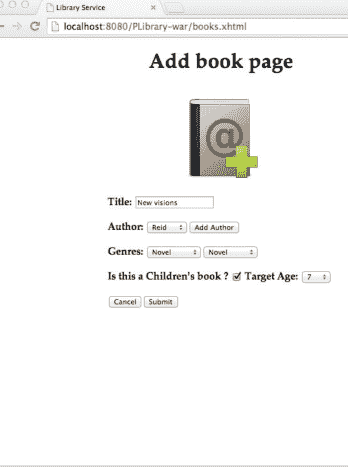 Library Service
localhost:8080/PLibrary-war/books.xhtml
Add book page
@
Title: New visions
Author: Reid Add Author
Genres: Novel Novel
Is this a Children's book ? Target Age: 7
Cancel Submit